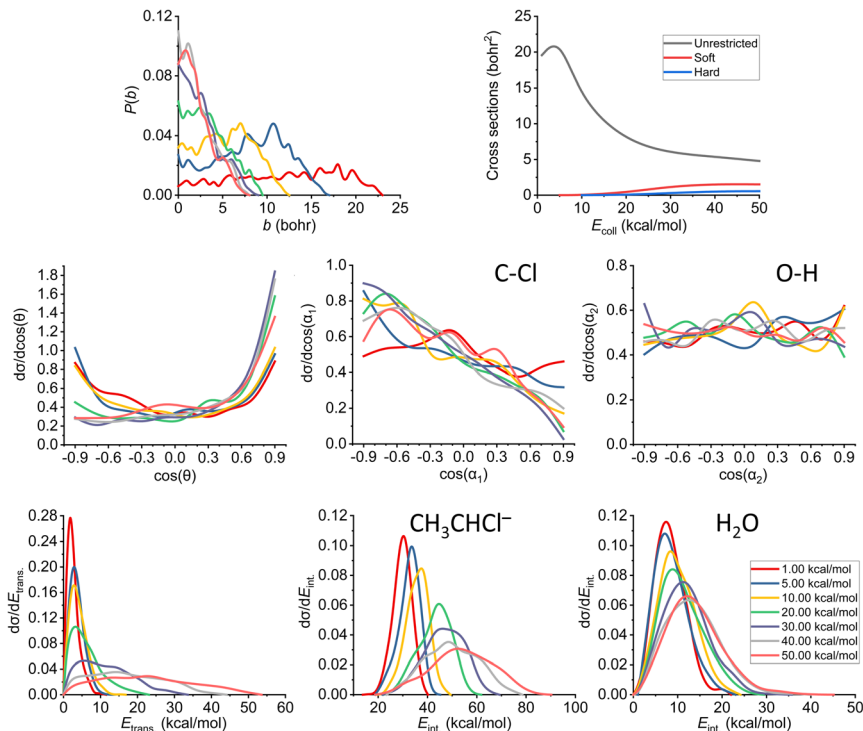 P(b)
0.12
0.08
0.04
0.00
0 5 10 15 20 25
b (bohr)
Cross sections (bohr²)
25
20
15
10
5
0
0 10 20 30 40 50
E_coll (kcal/mol)
Unrestricted
Soft
Hard
dσ/dcos(θ)
1.8
1.6
1.4
1.2
1.0
0.8
0.6
0.4
0.2
0.0
-0.9 -0.6 -0.3 0.0 0.3 0.6 0.9
cos(θ)
C-Cl
dσ/dcos(α₁)
1.0
0.8
0.6
0.4
0.2
0.0
-0.9 -0.6 -0.3 0.0 0.3 0.6 0.9
cos(α₁)
O-H
dσ/dcos(α₂)
0.8
0.6
0.4
0.2
0.0
-0.9 -0.6 -0.3 0.0 0.3 0.6 0.9
cos(α₂)
dσ/dE_trans.
0.28
0.24
0.20
0.16
0.12
0.08
0.04
0.00
0 10 20 30 40 50 60
E_trans. (kcal/mol)
CH₃CHCl⁻
dσ/dE_int.
0.12
0.10
0.08
0.06
0.04
0.02
0.00
20 40 60 80 100
E_int. (kcal/mol)
H₂O
dσ/dE_int.
0.12
0.10
0.08
0.06
0.04
0.02
0.00
0 10 20 30 40 50
E_int. (kcal/mol)
1.00 kcal/mol
5.00 kcal/mol
10.00 kcal/mol
20.00 kcal/mol
30.00 kcal/mol
40.00 kcal/mol
50.00 kcal/mol